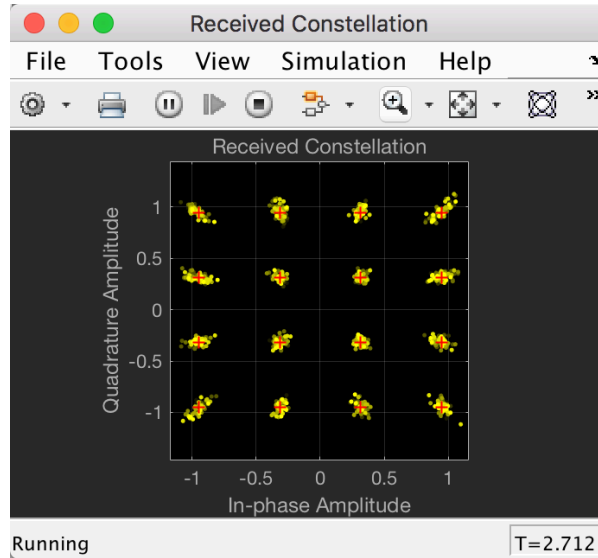 Received Constellation
File Tools View Simulation Help
Received Constellation
Quadrature Amplitude
1
0.5
0
-0.5
-1
-1 -0.5 0 0.5 1
In-phase Amplitude
Running T=2.712